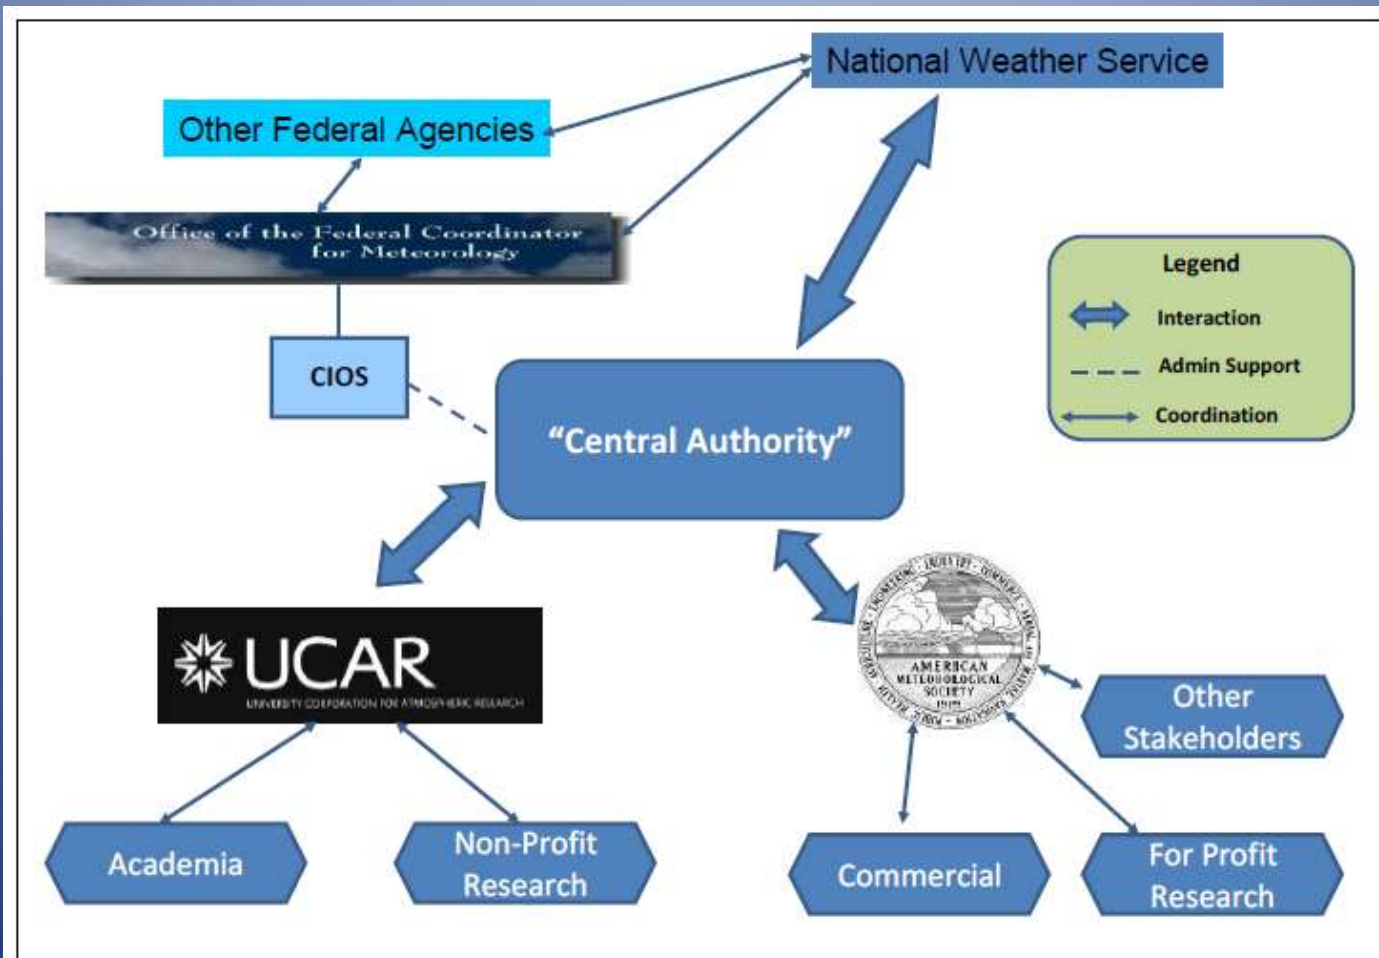 National Weather Service
Other Federal Agencies
Office of the Federal Coordinator
for Meteorology
Legend
Interaction
Admin Support
Coordination
CIOS
“Central Authority”
UCAR
UNIVERSITY CORPORATION FOR ATMOSPHERIC RESEARCH
AMERICAN
METEOROLOGICAL
SOCIETY
1919
Other
Stakeholders
Academia
Non-Profit
Research
Commercial
For Profit
Research